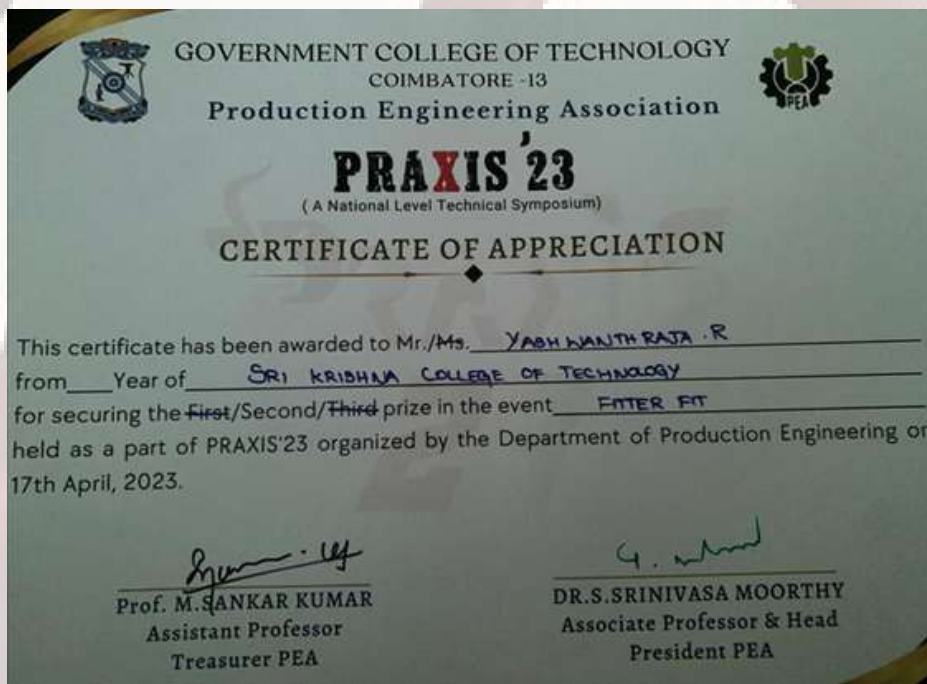 GOVERNMENT COLLEGE OF TECHNOLOGY
COIMBATORE -13
Production Engineering Association
PEA
PRAXIS '23
( A National Level Technical Symposium)
CERTIFICATE OF APPRECIATION
This certificate has been awarded to Mr./Ms. YASHWANTH RAJA . R
from____Year of SRI KRISHNA COLLEGE OF TECHNOLOGY
for securing the First/Second/Third prize in the event FITTER FIT
held as a part of PRAXIS'23 organized by the Department of Production Engineering on
17th April, 2023.
Prof. M.SANKAR KUMAR
Assistant Professor
Treasurer PEA
DR.S.SRINIVASA MOORTHY
Associate Professor & Head
President PEA